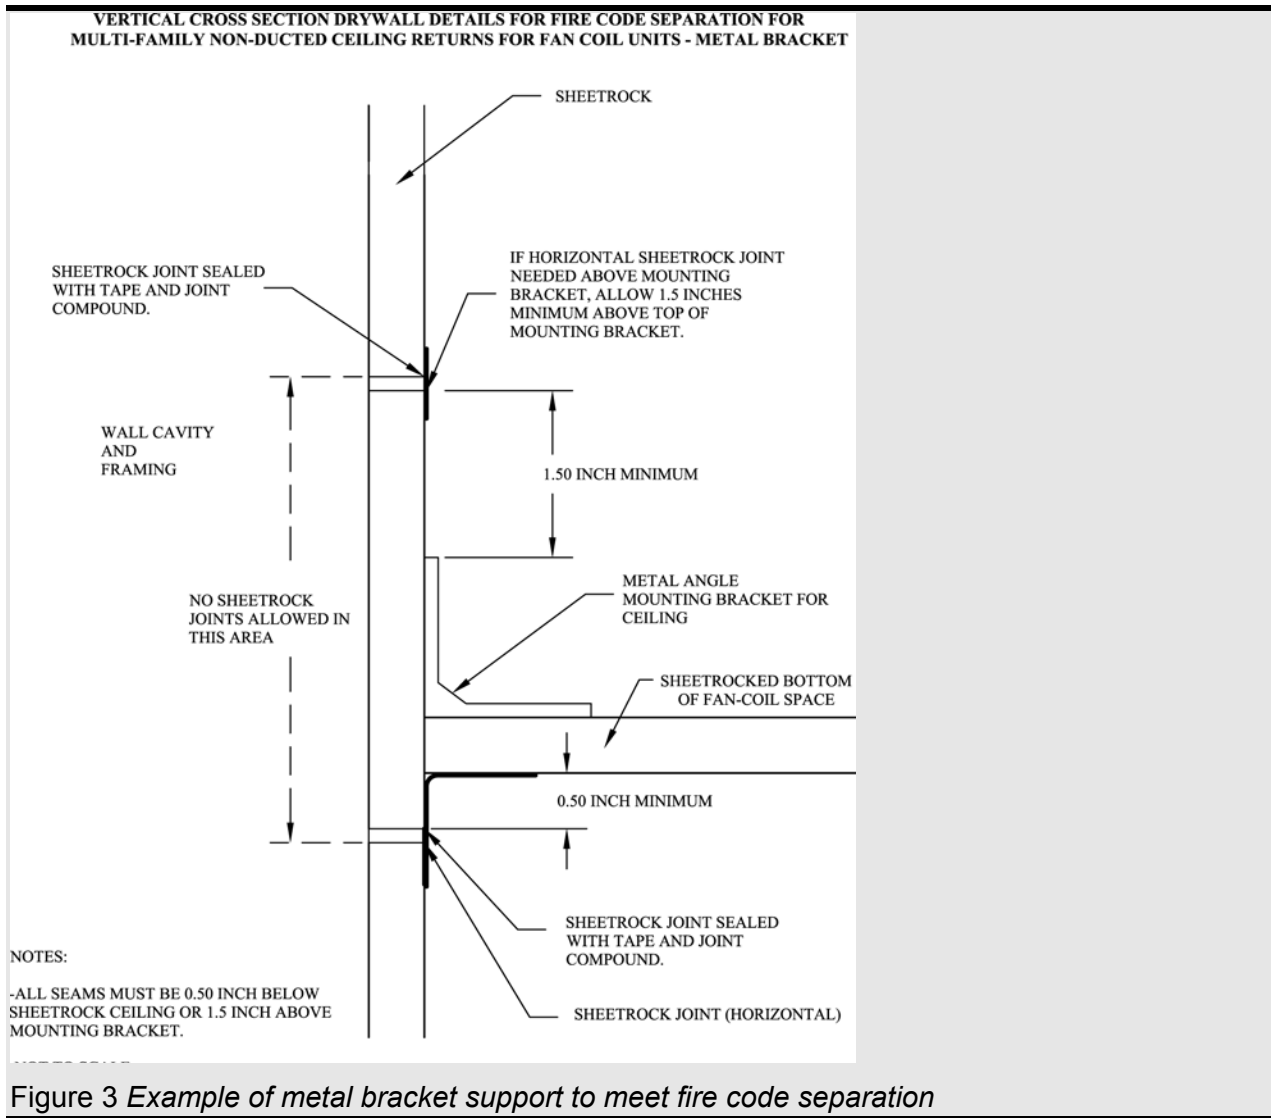 VERTICAL CROSS SECTION DRYWALL DETAILS FOR FIRE CODE SEPARATION FOR
MULTI-FAMILY NON-DUCTED CEILING RETURNS FOR FAN COIL UNITS - METAL BRACKET
SHEETROCK
IF HORIZONTAL SHEETROCK JOINT
NEEDED ABOVE MOUNTING
BRACKET, ALLOW 1.5 INCHES
MINIMUM ABOVE TOP OF
MOUNTING BRACKET.
SHEETROCK JOINT SEALED
WITH TAPE AND JOINT
COMPOUND.
WALL CAVITY
AND
FRAMING
1.50 INCH MINIMUM
NO SHEETROCK
JOINTS ALLOWED IN
THIS AREA
METAL ANGLE
MOUNTING BRACKET FOR
CEILING
SHEETROCKED BOTTOM
OF FAN-COIL SPACE
0.50 INCH MINIMUM
SHEETROCK JOINT SEALED
WITH TAPE AND JOINT
COMPOUND.
SHEETROCK JOINT (HORIZONTAL)
NOTES:
-ALL SEAMS MUST BE 0.50 INCH BELOW
SHEETROCK CEILING OR 1.5 INCH ABOVE
MOUNTING BRACKET.
Figure 3 Example of metal bracket support to meet fire code separation